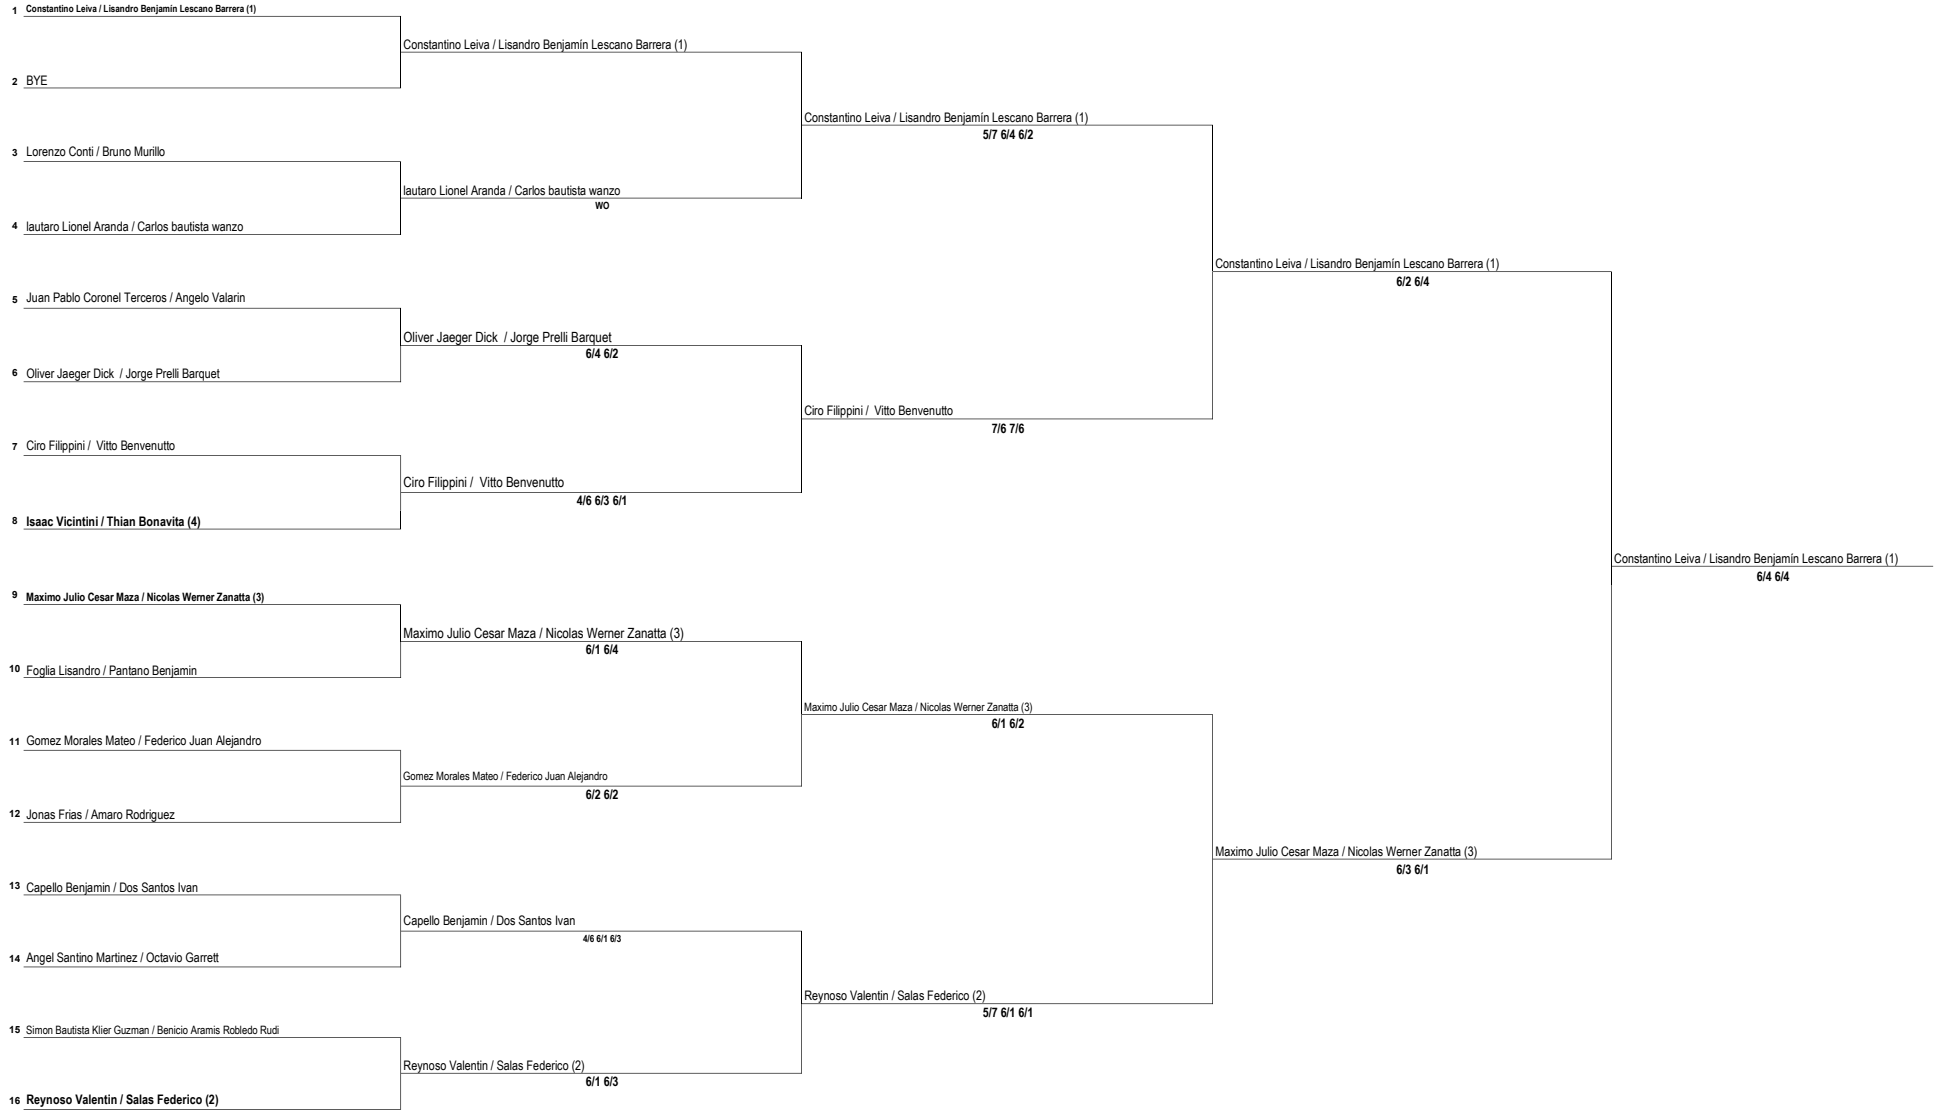 1 Constantino Leiva / Lisandro Benjamín Lescano Barrera (1)
Constantino Leiva / Lisandro Benjamín Lescano Barrera (1)
2 BYE
Constantino Leiva / Lisandro Benjamín Lescano Barrera (1)
5/7 6/4 6/2
3 Lorenzo Conti / Bruno Murillo
lautaro Lionel Aranda / Carlos bautista wanzo
WO
4 lautaro Lionel Aranda / Carlos bautista wanzo
Constantino Leiva / Lisandro Benjamín Lescano Barrera (1)
6/2 6/4
5 Juan Pablo Coronel Terceros / Angelo Valarin
Oliver Jaeger Dick / Jorge Prelli Barquet
6/4 6/2
6 Oliver Jaeger Dick / Jorge Prelli Barquet
Ciro Filippini / Vitto Benvenutto
7/6 7/6
7 Ciro Filippini / Vitto Benvenutto
Ciro Filippini / Vitto Benvenutto
4/6 6/3 6/1
8 Isaac Vicintini / Thian Bonavita (4)
Constantino Leiva / Lisandro Benjamín Lescano Barrera (1)
6/4 6/4
9 Maximo Julio Cesar Maza / Nicolas Werner Zanatta (3)
Maximo Julio Cesar Maza / Nicolas Werner Zanatta (3)
6/1 6/4
10 Foglia Lisandro / Pantano Benjamin
Maximo Julio Cesar Maza / Nicolas Werner Zanatta (3)
6/1 6/2
11 Gomez Morales Mateo / Federico Juan Alejandro
Gomez Morales Mateo / Federico Juan Alejandro
6/2 6/2
12 Jonas Frias / Amaro Rodriguez
Maximo Julio Cesar Maza / Nicolas Werner Zanatta (3)
6/3 6/1
13 Capello Benjamin / Dos Santos Ivan
Capello Benjamin / Dos Santos Ivan
4/6 6/1 6/3
14 Angel Santino Martinez / Octavio Garrett
Reynoso Valentin / Salas Federico (2)
5/7 6/1 6/1
15 Simon Bautista Klier Guzman / Benicio Aramis Robledo Rudi
Reynoso Valentin / Salas Federico (2)
6/1 6/3
16 Reynoso Valentin / Salas Federico (2)